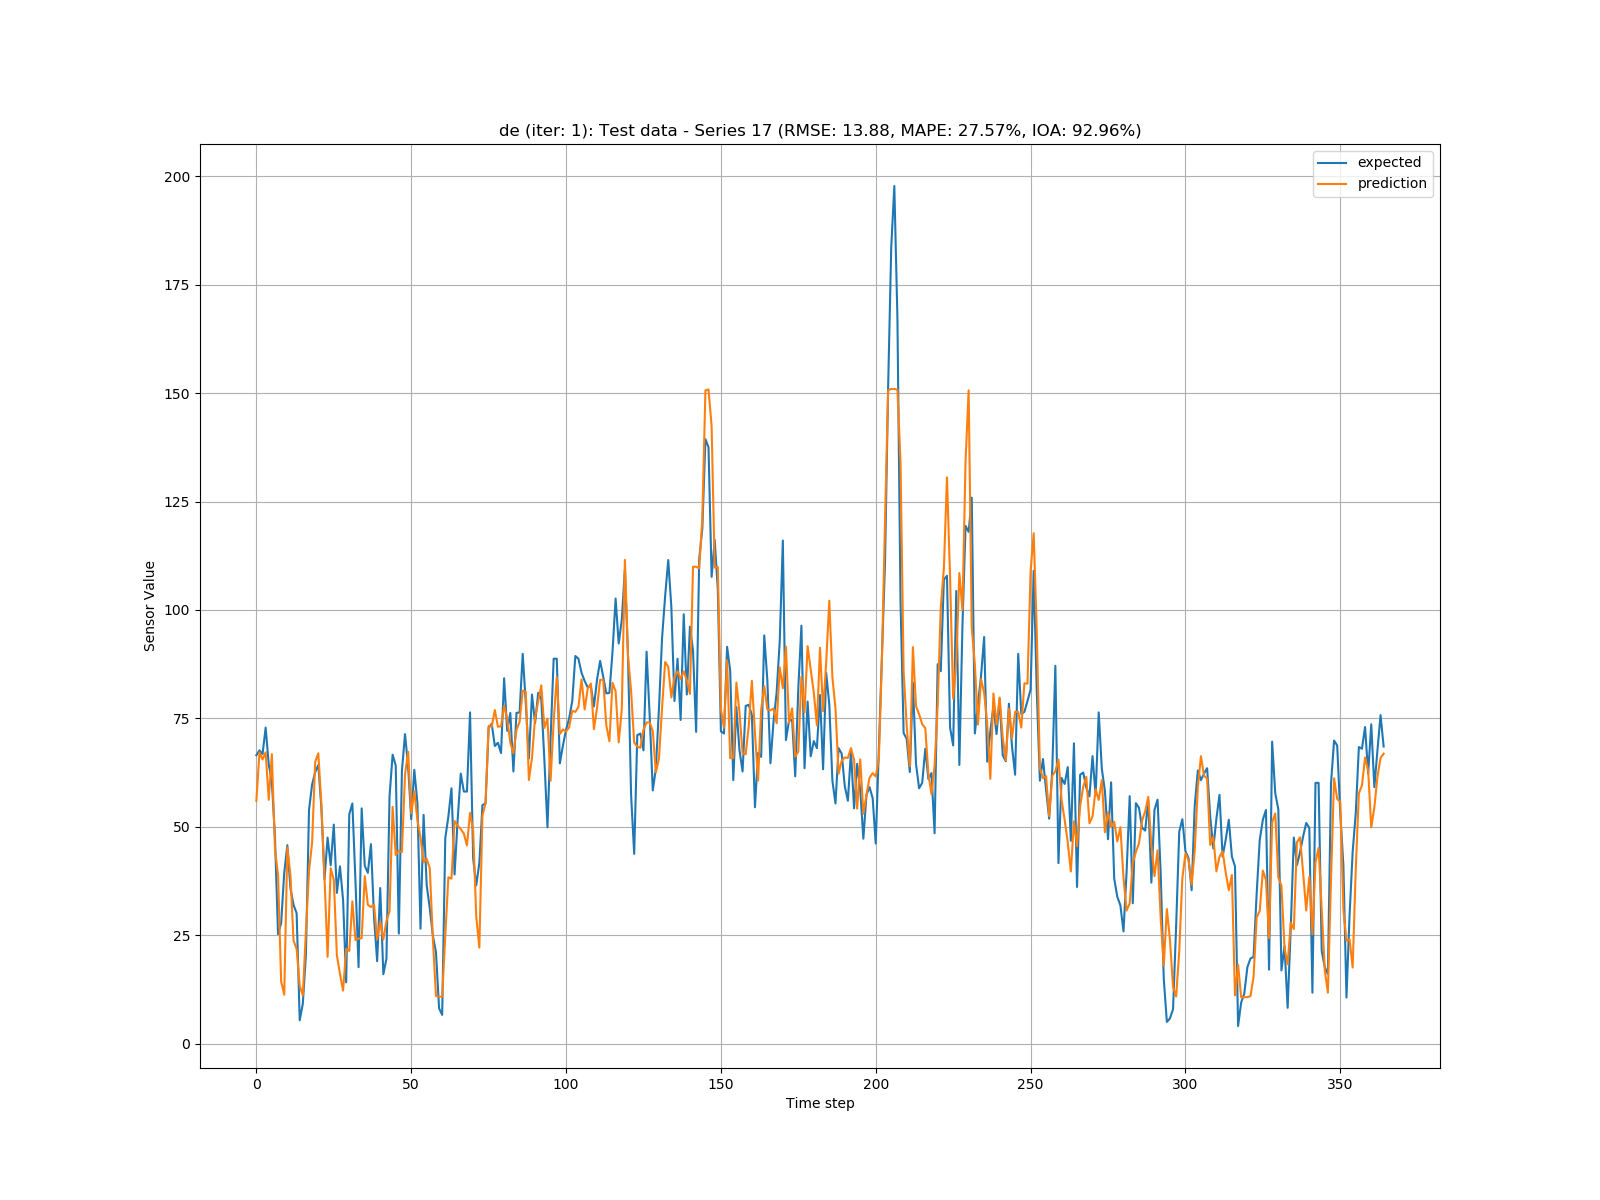 de (iter: 1): Test data - Series 17 (RMSE: 13.88, MAPE: 27.57%, IOA: 92.96%)
expected
prediction
200
175
150
125
100
75
50
25
0
Sensor Value
0 50 100 150 200 250 300 350
Time step